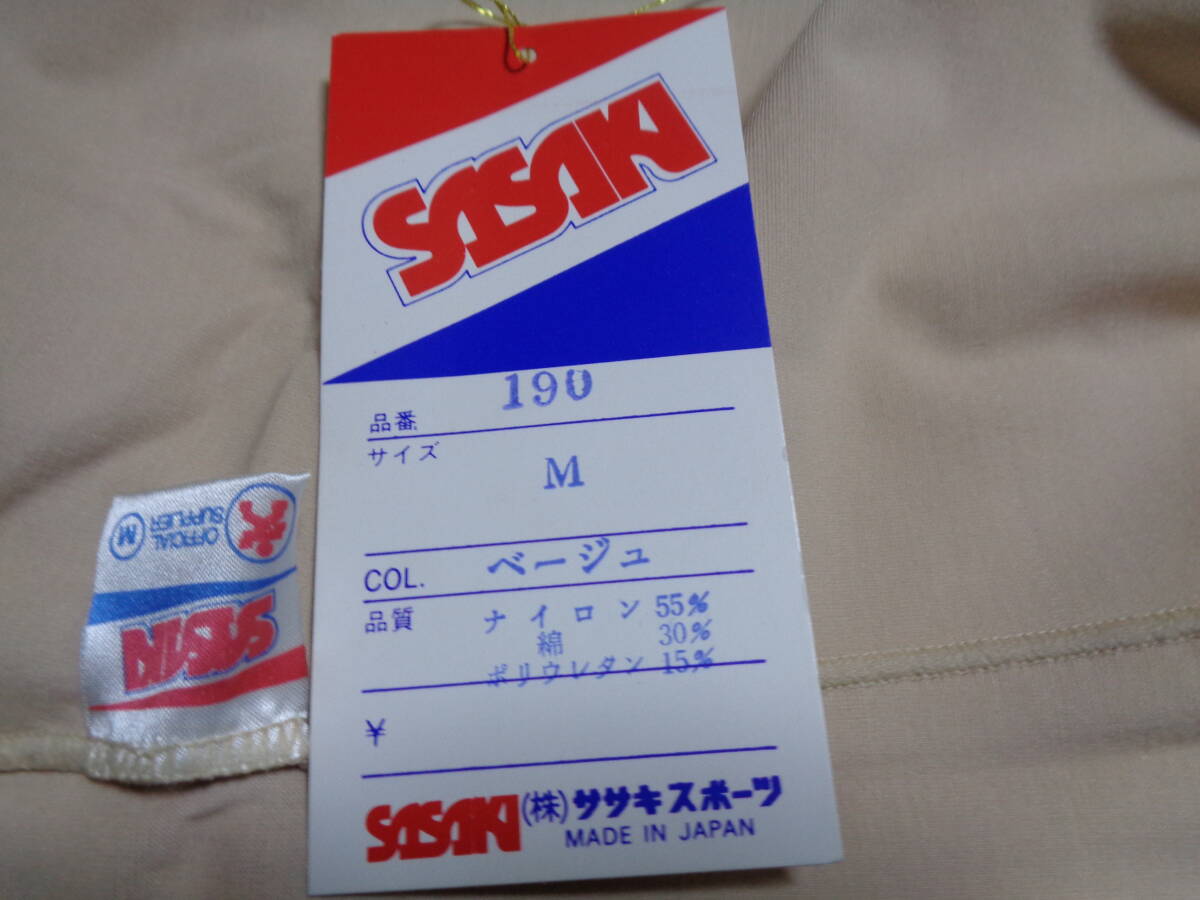 SASAKI
品番 190
サイズ M
COL. ベージュ
品質 ナイロン 55%
綿 30%
ポリウレタン 15%
¥
SASAKI (株)ササキスポーツ
MADE IN JAPAN
SASAKI
OFFICIAL
SUPPLIER
M